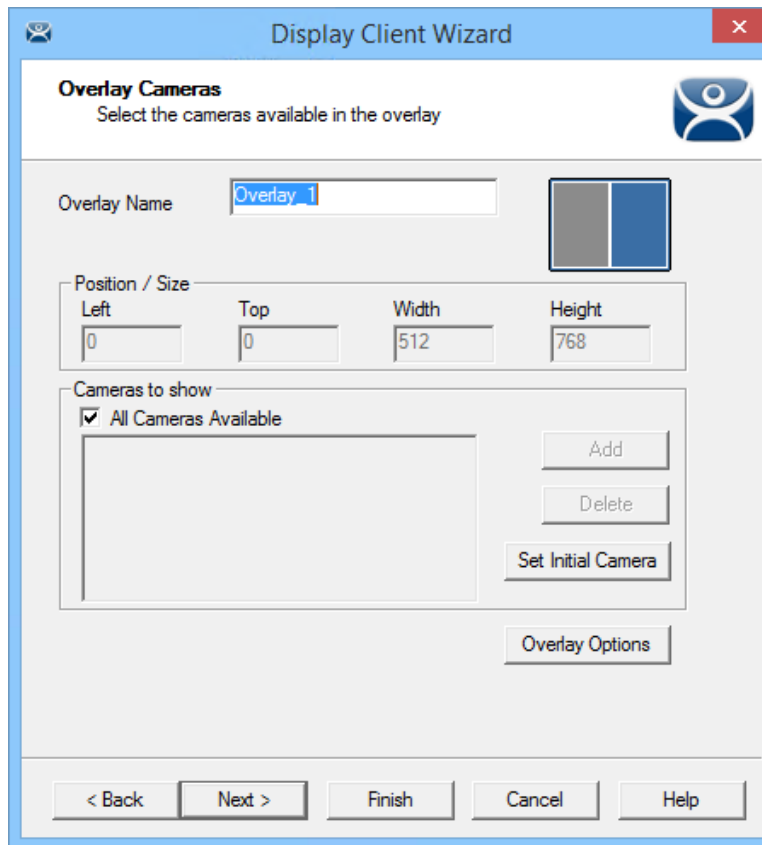 Display Client Wizard
Overlay Cameras
Select the cameras available in the overlay
Overlay Name
Overlay_1
Position / Size
Left Top Width Height
0 0 512 768
Cameras to show
All Cameras Available
Add
Delete
Set Initial Camera
Overlay Options
< Back Next > Finish Cancel Help